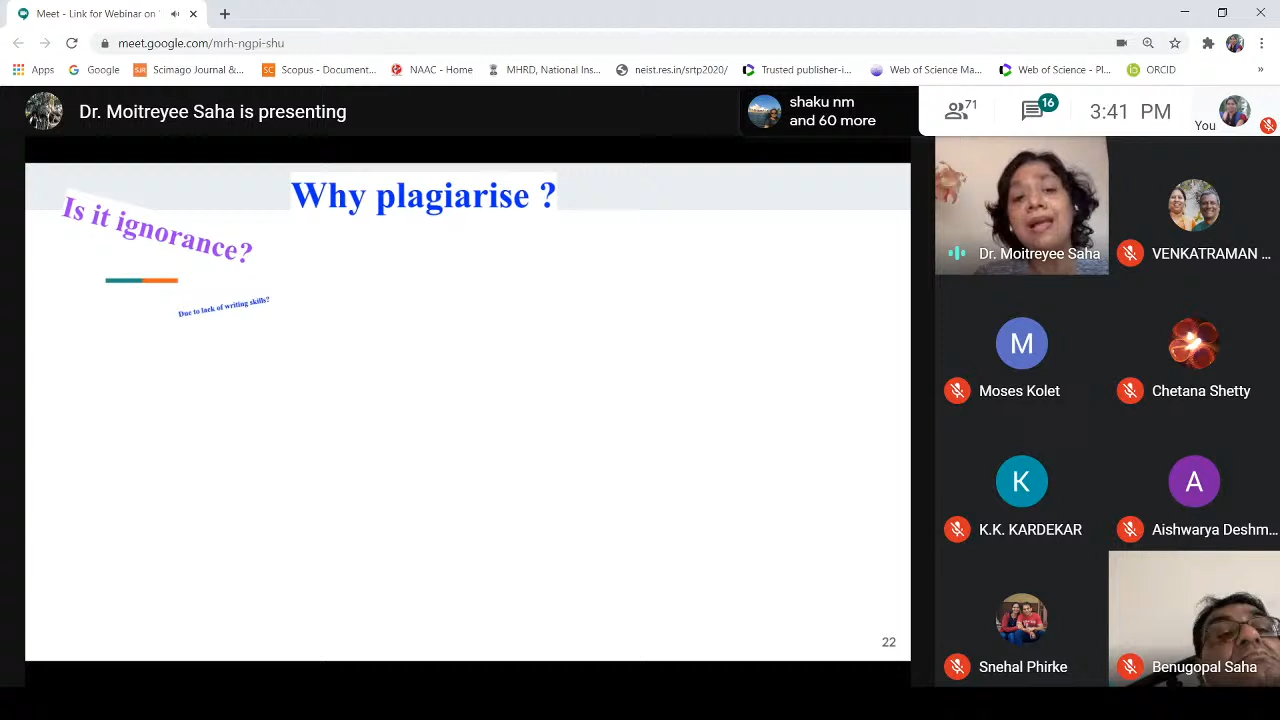 Meet - Link for Webinar on
meet.google.com/mrh-ngpi-shu
Apps
Google
SJR
Scimago Journal &...
SC
Scopus - Document...
NAAC - Home
MHRD, National Ins...
neist.res.in/srtp2020/
Trusted publisher-i...
Web of Science Ma...
Web of Science - Pl...
iD
ORCID
»
Dr. Moitreyee Saha is presenting
shaku nm
and 60 more
71
16
3:41 PM
You
Why plagiarise ?
Is it ignorance?
Due to lack of writing skills?
22
Dr. Moitreyee Saha
VENKATRAMAN ...
M
Moses Kolet
Chetana Shetty
K
K.K. KARDEKAR
A
Aishwarya Deshm...
Snehal Phirke
Benugopal Saha